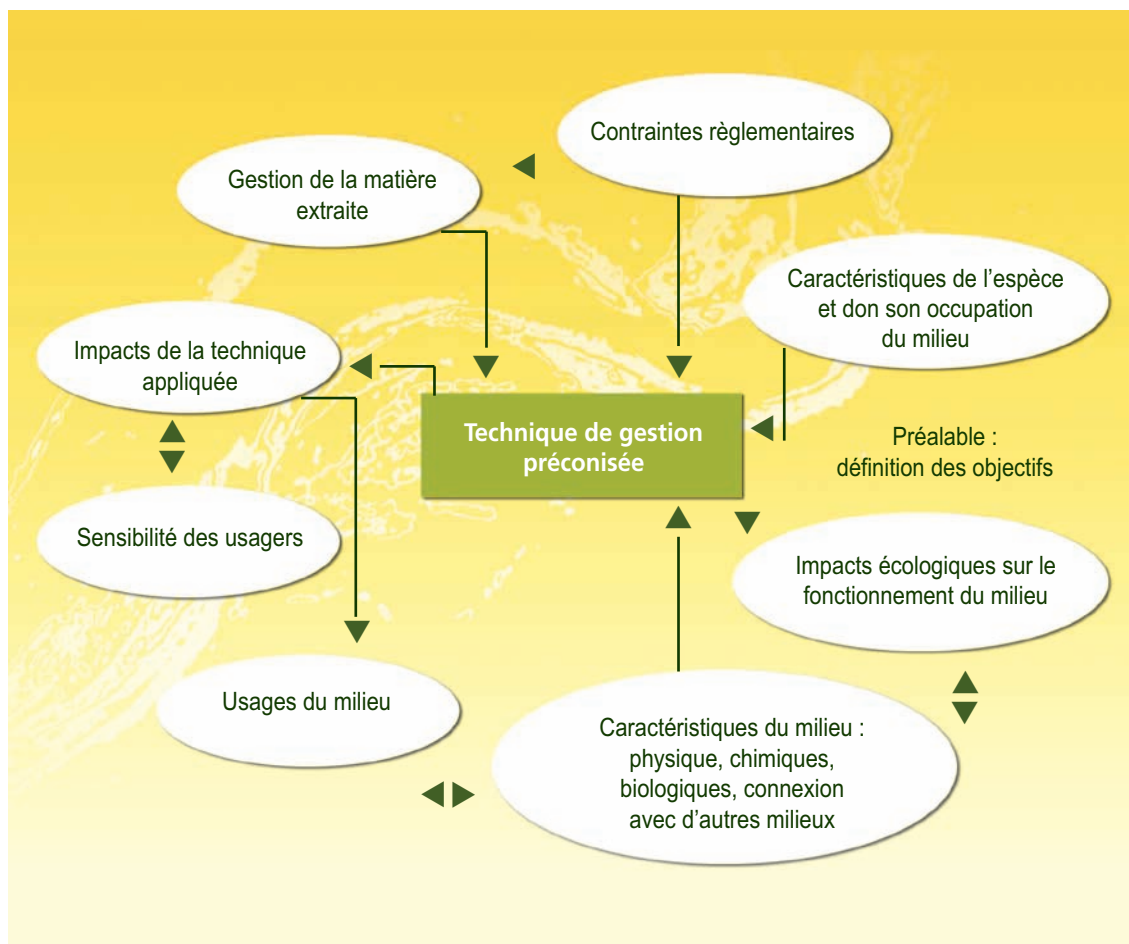 Contraintes règlementaires
Gestion de la matière
extraite
Caractéristiques de l'espèce
et don son occupation
du milieu
Impacts de la technique
appliquée
Technique de gestion
préconisée
Préalable :
définition des objectifs
Sensibilité des usagers
Impacts écologiques sur le
fonctionnement du milieu
Usages du milieu
Caractéristiques du milieu :
physique, chimiques,
biologiques, connexion
avec d'autres milieux